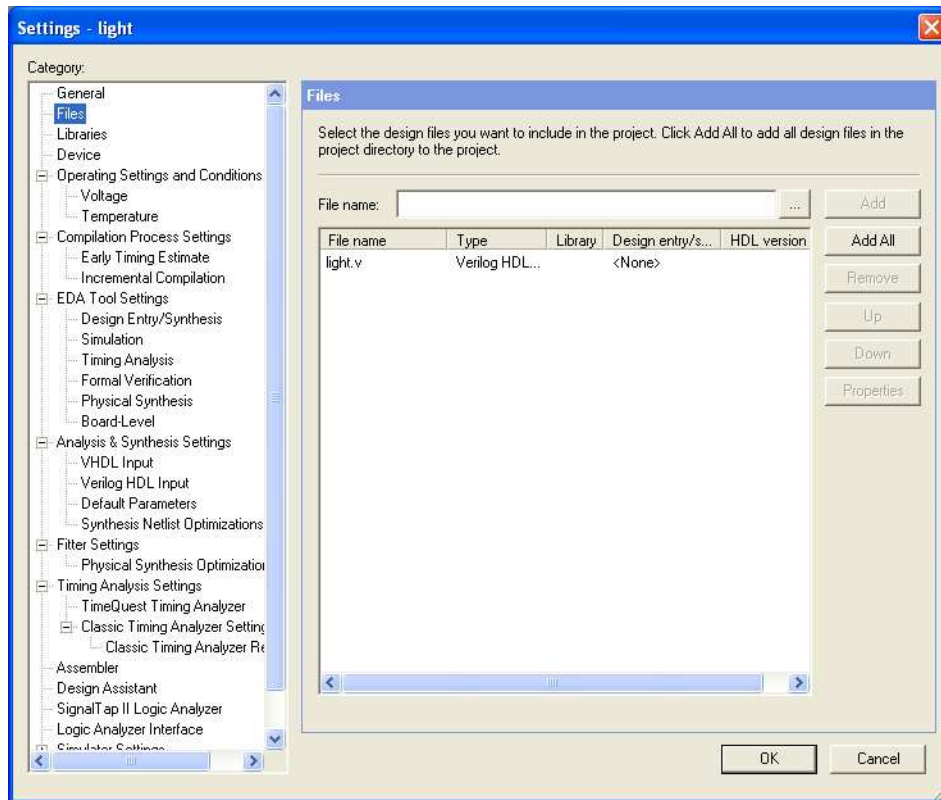 Settings - light
Category:
General
Files
Libraries
Device
Operating Settings and Conditions
Voltage
Temperature
Compilation Process Settings
Early Timing Estimate
Incremental Compilation
EDA Tool Settings
Design Entry/Synthesis
Simulation
Timing Analysis
Formal Verification
Physical Synthesis
Board-Level
Analysis & Synthesis Settings
VHDL Input
Verilog HDL Input
Default Parameters
Synthesis Netlist Optimizations
Fitter Settings
Physical Synthesis Optimizatio
Timing Analysis Settings
TimeQuest Timing Analyzer
Classic Timing Analyzer Setting
Classic Timing Analyzer Re
Assembler
Design Assistant
SignalTap II Logic Analyzer
Logic Analyzer Interface
Simulator Settings
Files
Select the design files you want to include in the project. Click Add All to add all design files in the
project directory to the project.
File name: ... Add
File name Type Library Design entry/s... HDL version Add All
light.v Verilog HDL... <None>
Remove
Up
Down
Properties
OK Cancel